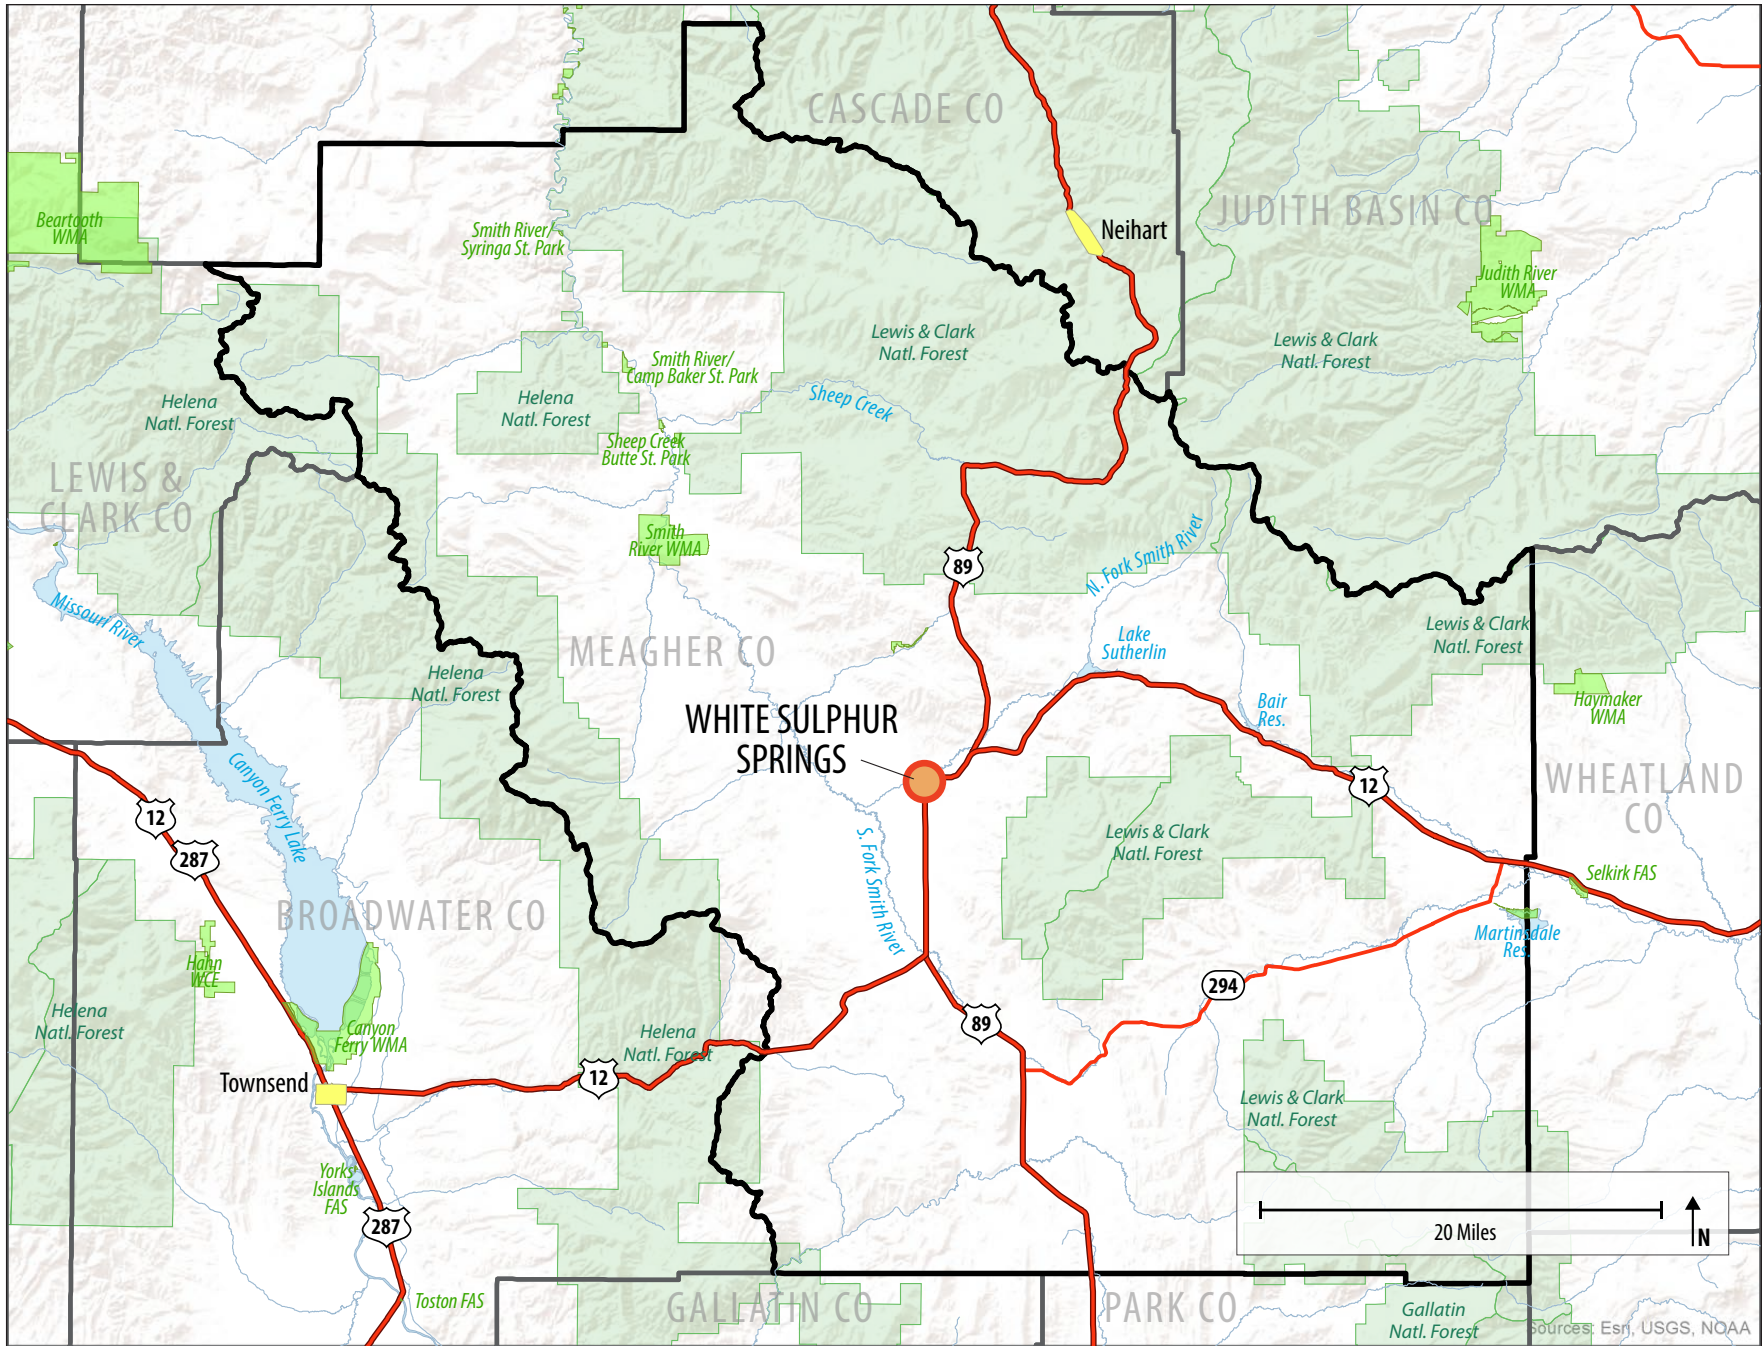 CASCADE CO
JUDITH BASIN CO
Beartooth
WMA
Smith River/
Syringa St. Park
Neihart
Judith River
WMA
Lewis & Clark
Natl. Forest
Lewis & Clark
Natl. Forest
Smith River/
Camp Baker St. Park
Helena
Natl. Forest
Helena
Natl. Forest
Sheep Creek
Sheep Creek
Butte St. Park
LEWIS &
CLARK CO
Smith
River WMA
89
N. Fork Smith River
Missouri River
MEAGHER CO
Lake
Sutherlin
Lewis & Clark
Natl. Forest
Helena
Natl. Forest
Bair
Res.
Haymaker
WMA
WHITE SULPHUR
SPRINGS
Canyon Ferry Lake
WHEATLAND
CO
12
12
287
Lewis & Clark
Natl. Forest
S. Fork Smith River
Selkirk FAS
BROADWATER CO
Martinsdale
Res.
Hahn
WCE
294
Helena
Natl. Forest
Canyon
Ferry WMA
Helena
Natl. Forest
89
Townsend
12
Lewis & Clark
Natl. Forest
Yorks
Islands
FAS
287
20 Miles
N
Toston FAS
GALLATIN CO
PARK CO
Gallatin
Natl. Forest
Sources: Esri, USGS, NOAA